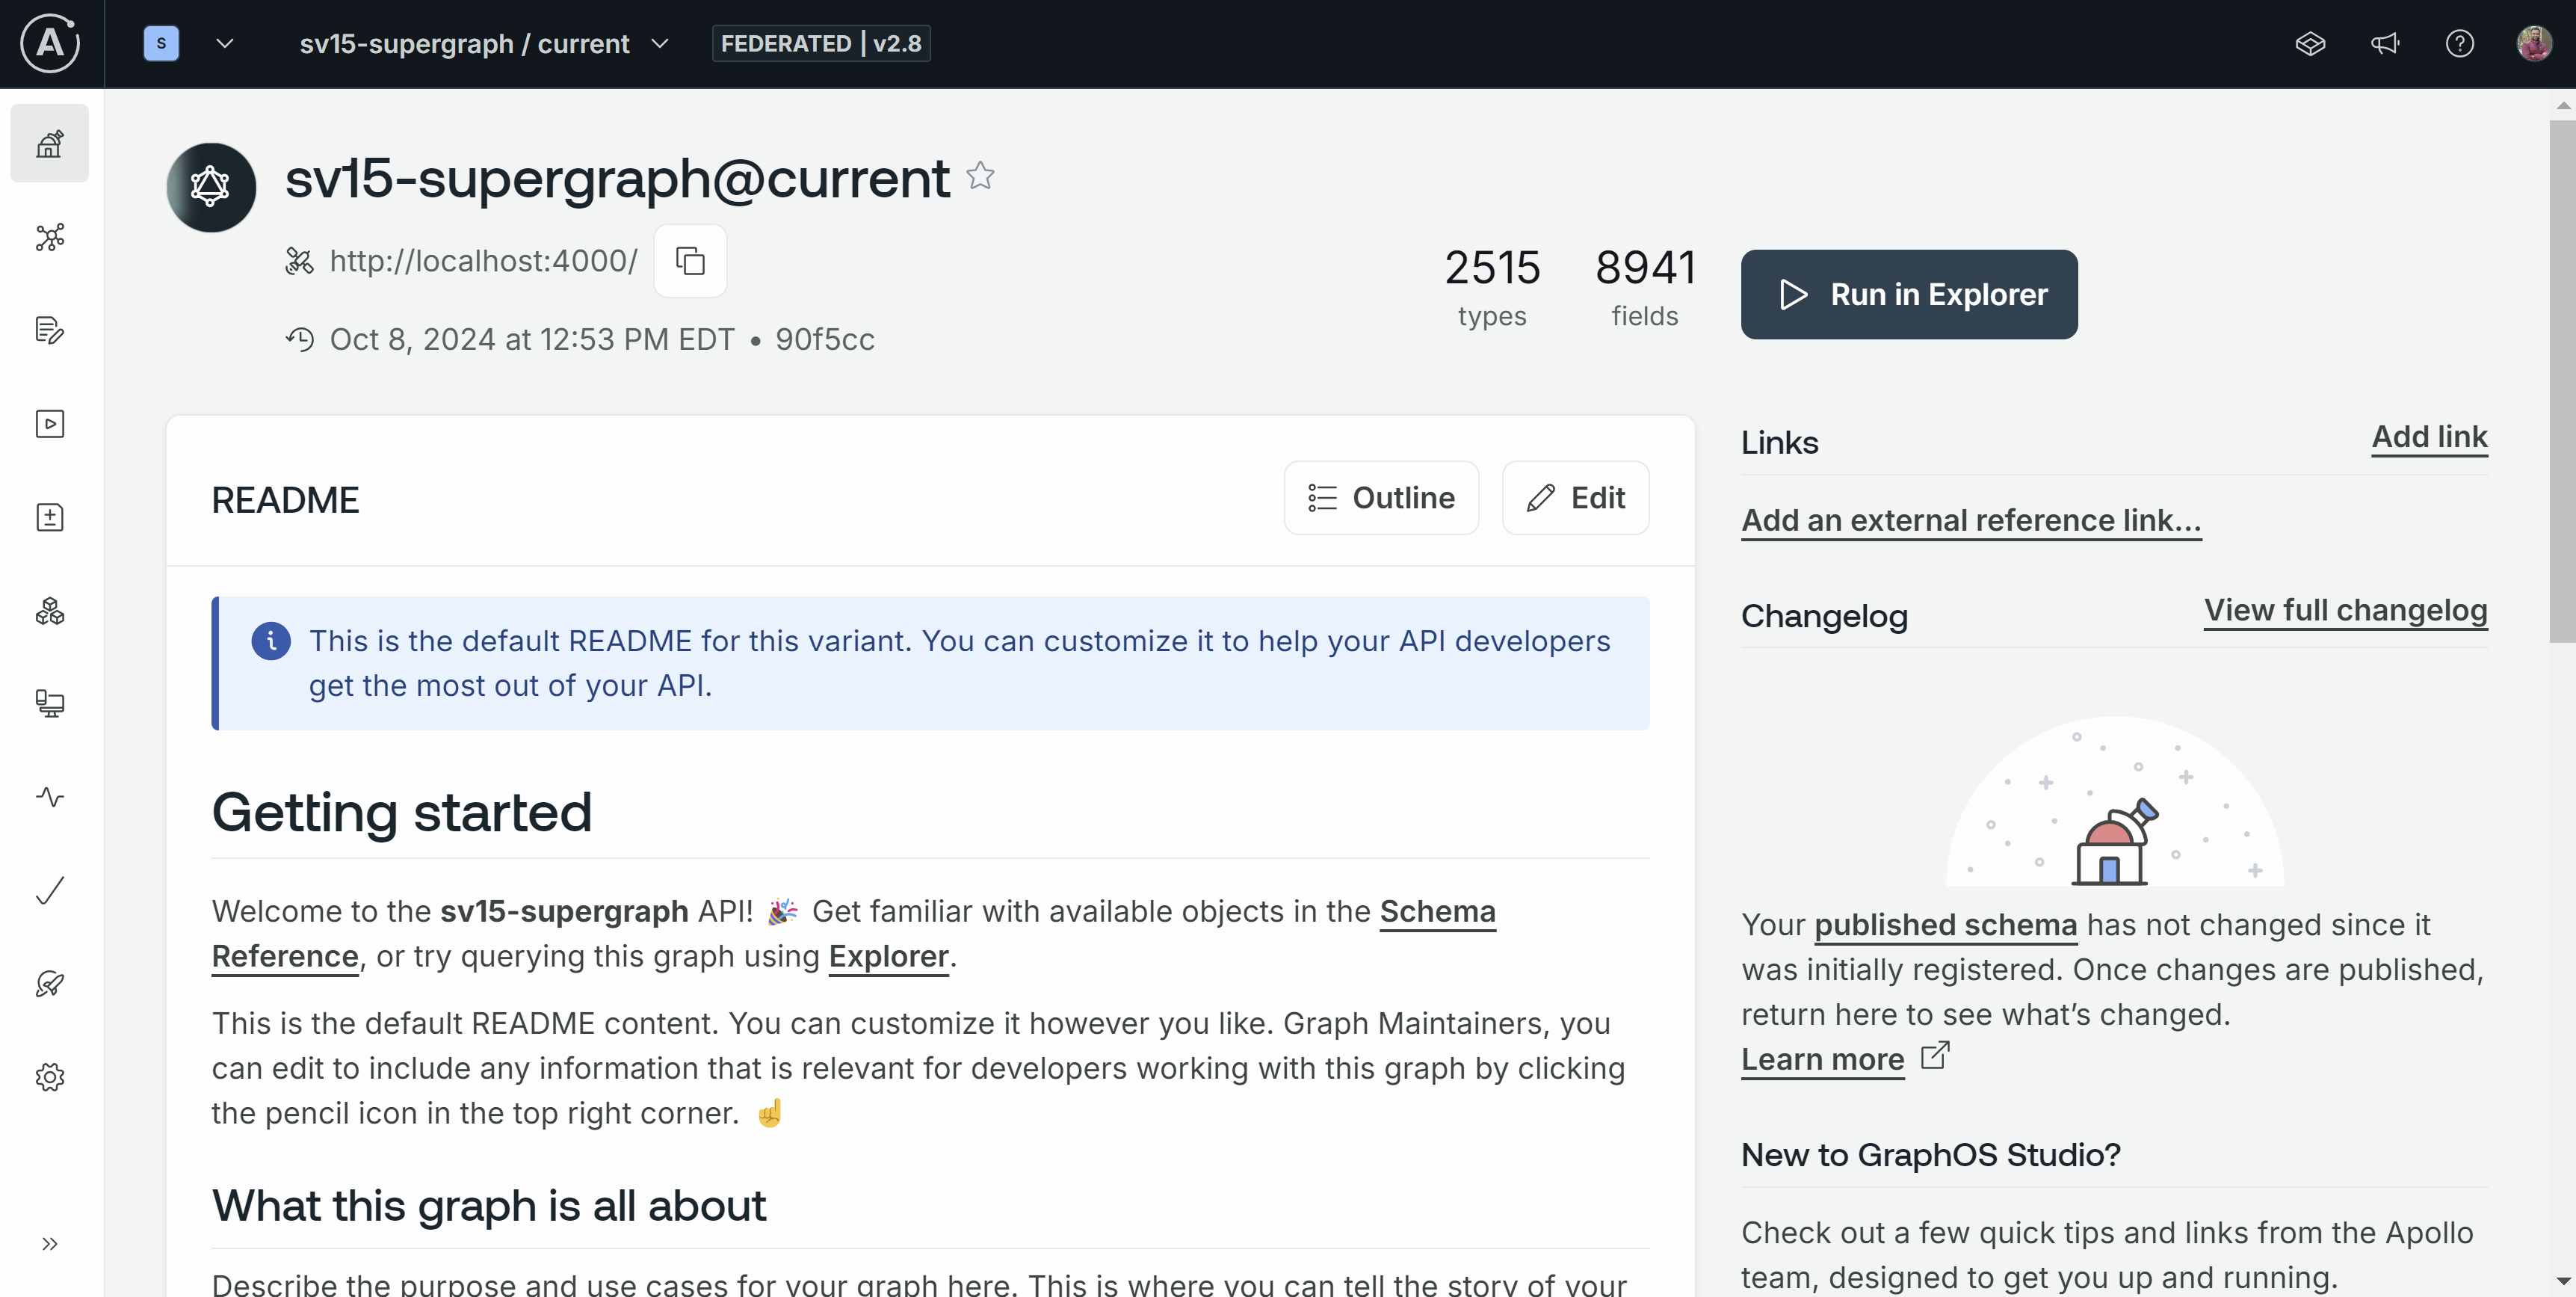 S
sv15-supergraph / current
FEDERATED | v2.8
sv15-supergraph@current
http://localhost:4000/
Oct 8, 2024 at 12:53 PM EDT • 90f5cc
2515
types
8941
fields
Run in Explorer
README
Outline
Edit
This is the default README for this variant. You can customize it to help your API developers
get the most out of your API.
Getting started
Welcome to the sv15-supergraph API! 🎉 Get familiar with available objects in the Schema
Reference, or try querying this graph using Explorer.
This is the default README content. You can customize it however you like. Graph Maintainers, you
can edit to include any information that is relevant for developers working with this graph by clicking
the pencil icon in the top right corner. ☝️
What this graph is all about
Describe the purpose and use cases for your graph here. This is where you can tell the story of your
Links
Add link
Add an external reference link...
Changelog
View full changelog
Your published schema has not changed since it
was initially registered. Once changes are published,
return here to see what’s changed.
Learn more
New to GraphOS Studio?
Check out a few quick tips and links from the Apollo
team, designed to get you up and running.